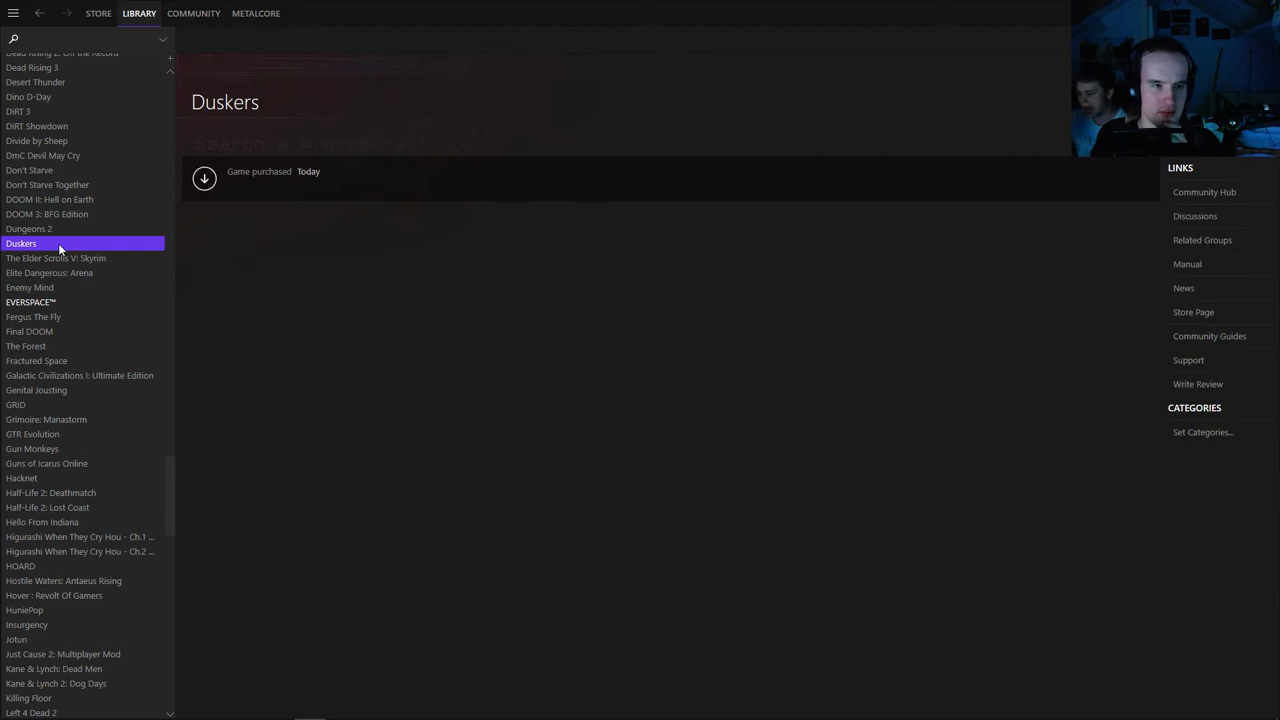 STORE
LIBRARY
COMMUNITY
METALCORE
Dead Rising 2: Off the Record
Dead Rising 3
Desert Thunder
Dino D-Day
DiRT 3
DiRT Showdown
Divide by Sheep
DmC Devil May Cry
Don't Starve
Don't Starve Together
DOOM II: Hell on Earth
DOOM 3: BFG Edition
Dungeons 2
Duskers
The Elder Scrolls V: Skyrim
Elite Dangerous: Arena
Enemy Mind
EVERSPACE™
Fergus The Fly
Final DOOM
The Forest
Fractured Space
Galactic Civilizations I: Ultimate Edition
Genital Jousting
GRID
Grimoire: Manastorm
GTR Evolution
Gun Monkeys
Guns of Icarus Online
Hacknet
Half-Life 2: Deathmatch
Half-Life 2: Lost Coast
Hello From Indiana
Higurashi When They Cry Hou - Ch.1 ...
Higurashi When They Cry Hou - Ch.2 ...
HOARD
Hostile Waters: Antaeus Rising
Hover : Revolt Of Gamers
HuniePop
Insurgency
Jotun
Just Cause 2: Multiplayer Mod
Kane & Lynch: Dead Men
Kane & Lynch 2: Dog Days
Killing Floor
Left 4 Dead 2
Duskers
Game purchased Today
LINKS
Community Hub
Discussions
Related Groups
Manual
News
Store Page
Community Guides
Support
Write Review
CATEGORIES
Set Categories...